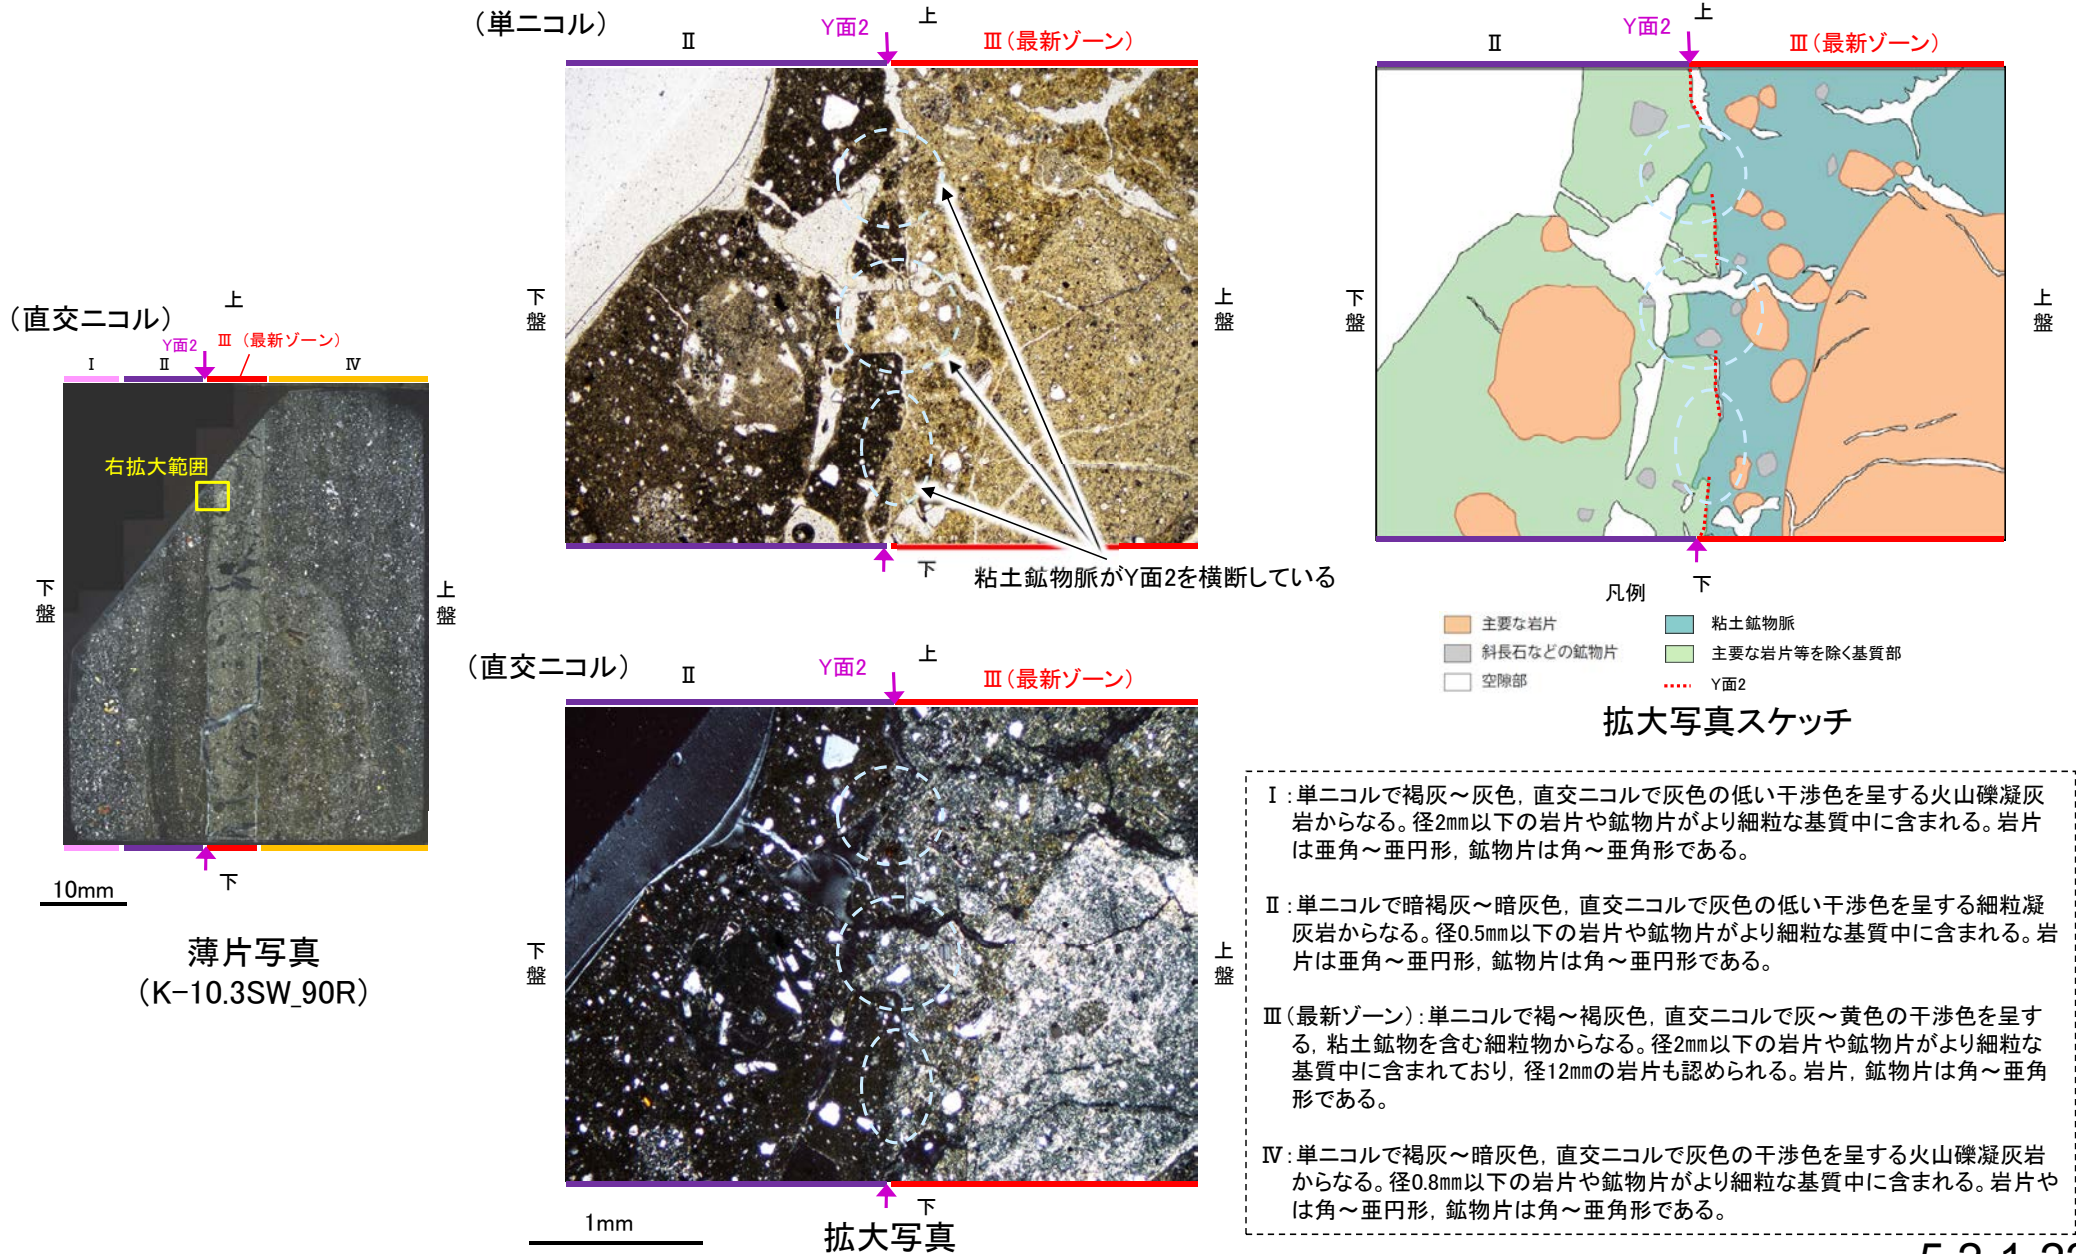 (直交ニコル)
上
Y面2
Ⅲ(最新ゾーン)
Ⅰ
Ⅱ
Ⅳ
右拡大範囲
下盤
上盤
下
10mm
薄片写真
(K-10.3SW_90R)
(単ニコル)
Ⅱ
Y面2
上
Ⅲ(最新ゾーン)
下盤
上盤
下
粘土鉱物脈がY面2を横断している
(直交ニコル)
Ⅱ
Y面2
上
Ⅲ(最新ゾーン)
下盤
上盤
下
1mm
拡大写真
Ⅱ
Y面2
上
Ⅲ(最新ゾーン)
下盤
上盤
下
凡例
主要な岩片
粘土鉱物脈
斜長石などの鉱物片
主要な岩片等を除く基質部
空隙部
Y面2
拡大写真スケッチ
Ⅰ:単ニコルで褐灰~灰色,直交ニコルで灰色の低い干渉色を呈する火山礫凝灰
岩からなる。径2mm以下の岩片や鉱物片がより細粒な基質中に含まれる。岩片
は亜角~亜円形,鉱物片は角~亜角形である。
Ⅱ:単ニコルで暗褐灰~暗灰色,直交ニコルで灰色の低い干渉色を呈する細粒凝
灰岩からなる。径0.5mm以下の岩片や鉱物片がより細粒な基質中に含まれる。岩
片は亜角~亜円形,鉱物片は角~亜円形である。
Ⅲ(最新ゾーン):単ニコルで褐~褐灰色,直交ニコルで灰~黄色の干渉色を呈す
る,粘土鉱物を含む細粒物からなる。径2mm以下の岩片や鉱物片がより細粒な
基質中に含まれており,径12mmの岩片も認められる。岩片,鉱物片は角~亜角
形である。
Ⅳ:単ニコルで褐灰~暗灰色,直交ニコルで灰色の干渉色を呈する火山礫凝灰岩
からなる。径0.8mm以下の岩片や鉱物片がより細粒な基質中に含まれる。岩片や
は角~亜円形,鉱物片は角~亜角形である。